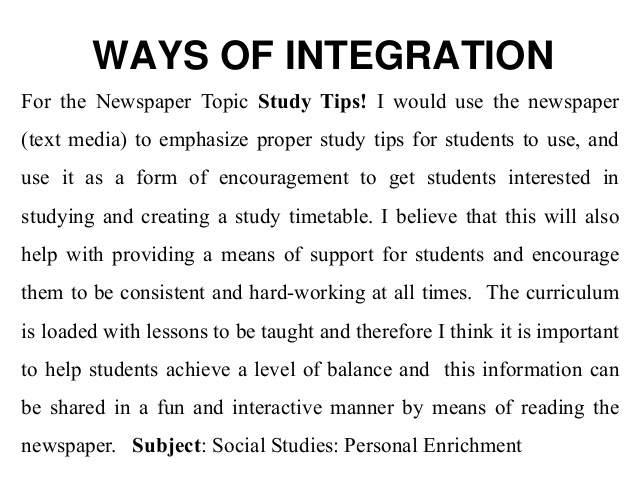 WAYS OF INTEGRATION
For the Newspaper Topic Study Tips! I would use the newspaper
(text media) to emphasize proper study tips for students to use, and
use it as a form of encouragement to get students interested in
studying and creating a study timetable. I believe that this will also
help with providing a means of support for students and encourage
them to be consistent and hard-working at all times.  The curriculum
is loaded with lessons to be taught and therefore I think it is important
to help students achieve a level of balance and  this information can
be shared in a fun and interactive manner by means of reading the
newspaper.   Subject: Social Studies: Personal Enrichment